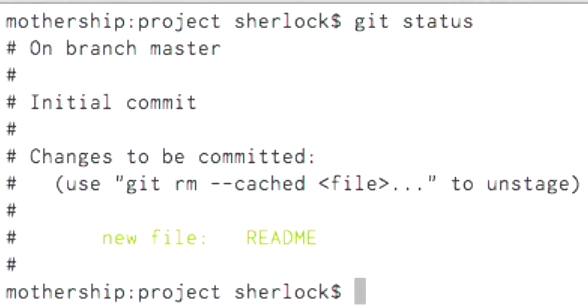 mothership:project sherlock$ git status
# On branch master
#
# Initial commit
#
# Changes to be committed:
#   (use "git rm --cached <file>..." to unstage)
#
#       new file:   README
#
mothership:project sherlock$